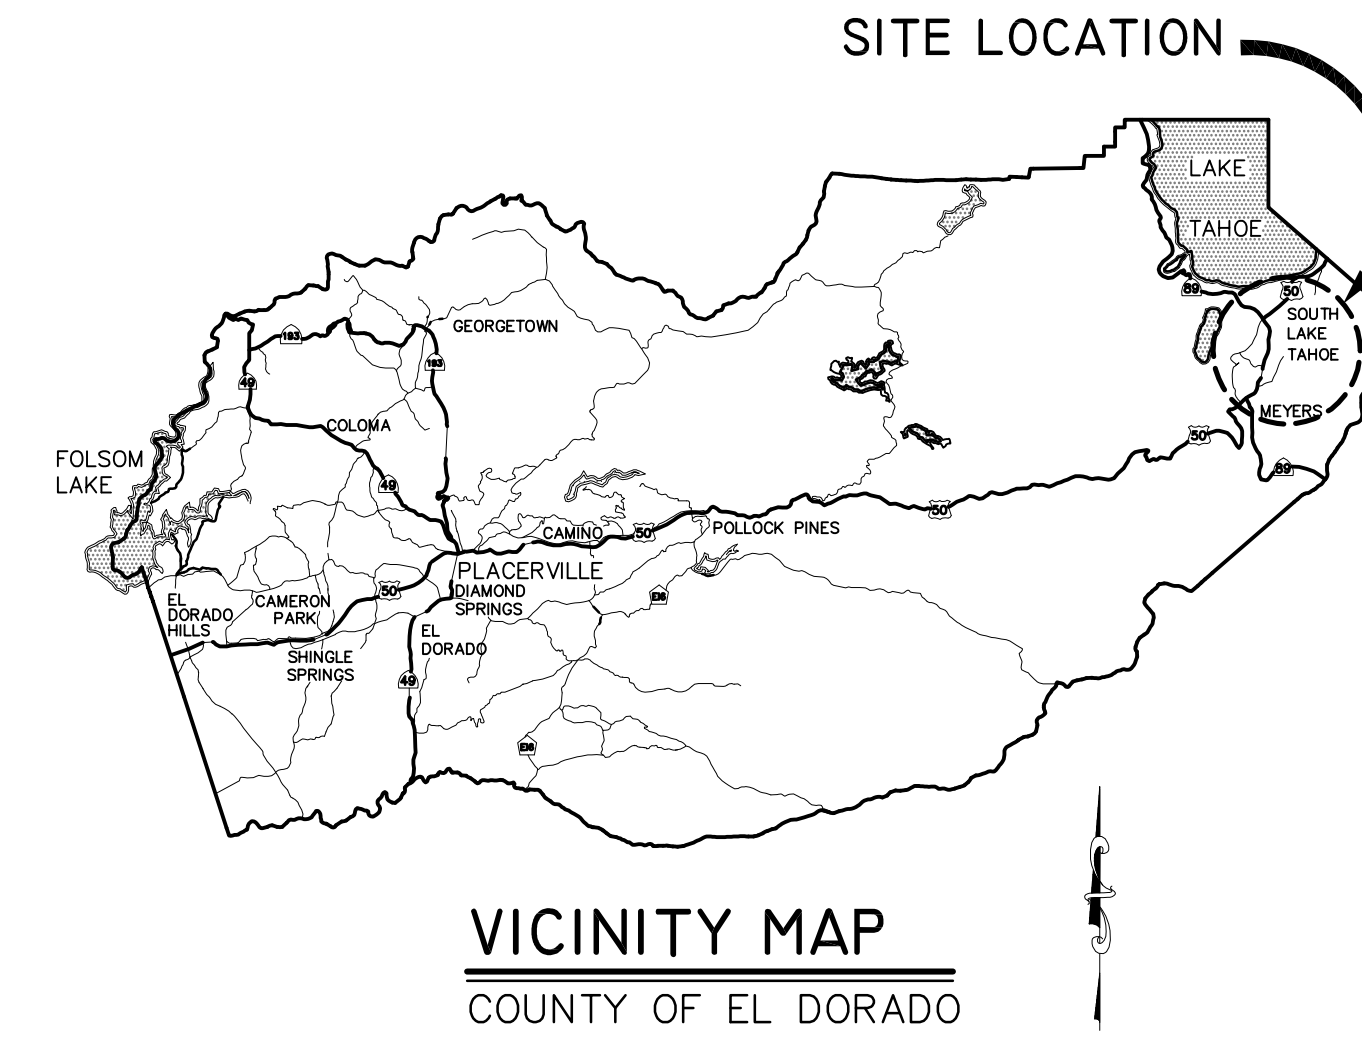 SITE LOCATION
LAKE
TAHOE
89
50
SOUTH
LAKE
TAHOE
193
GEORGETOWN
193
49
MEYERS
COLOMA
50
FOLSOM
LAKE
89
49
50
POLLOCK PINES
CAMINO
50
PLACERVILLE
50
DIAMOND
SPRINGS
E16
EL
DORADO
HILLS
CAMERON
PARK
EL
DORADO
SHINGLE
SPRINGS
49
E16
VICINITY MAP
COUNTY OF EL DORADO